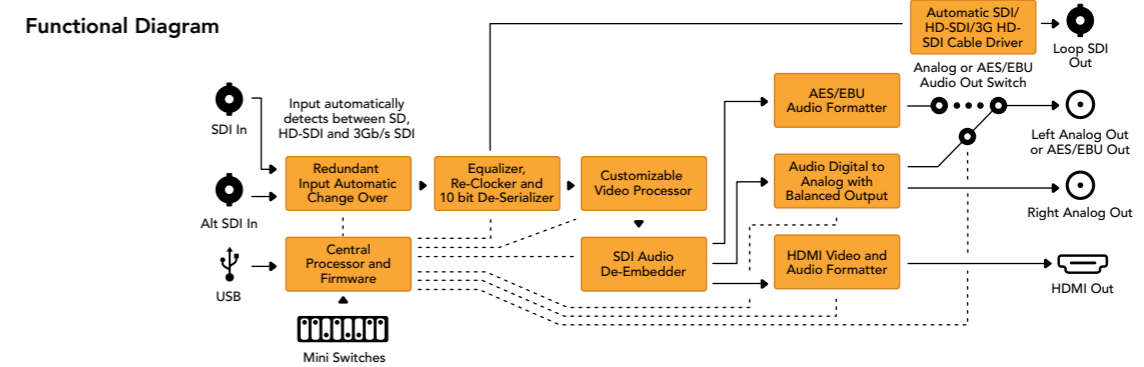 Functional Diagram
Automatic SDI/
HD-SDI/3G HD-
SDI Cable Driver
Loop SDI
Out
Analog or AES/EBU
Audio Out Switch
AES/EBU
Audio Formatter
Left Analog Out
or AES/EBU Out
SDI In
Input automatically
detects between SD,
HD-SDI and 3Gb/s SDI
Redundant
Input Automatic
Change Over
Equalizer,
Re-Clocker and
10 bit De-Serializer
Customizable
Video Processor
Audio Digital to
Analog with
Balanced Output
Right Analog Out
Alt SDI In
Central
Processor and
Firmware
SDI Audio
De-Embedder
HDMI Video and
Audio Formatter
HDMI Out
USB
Mini Switches